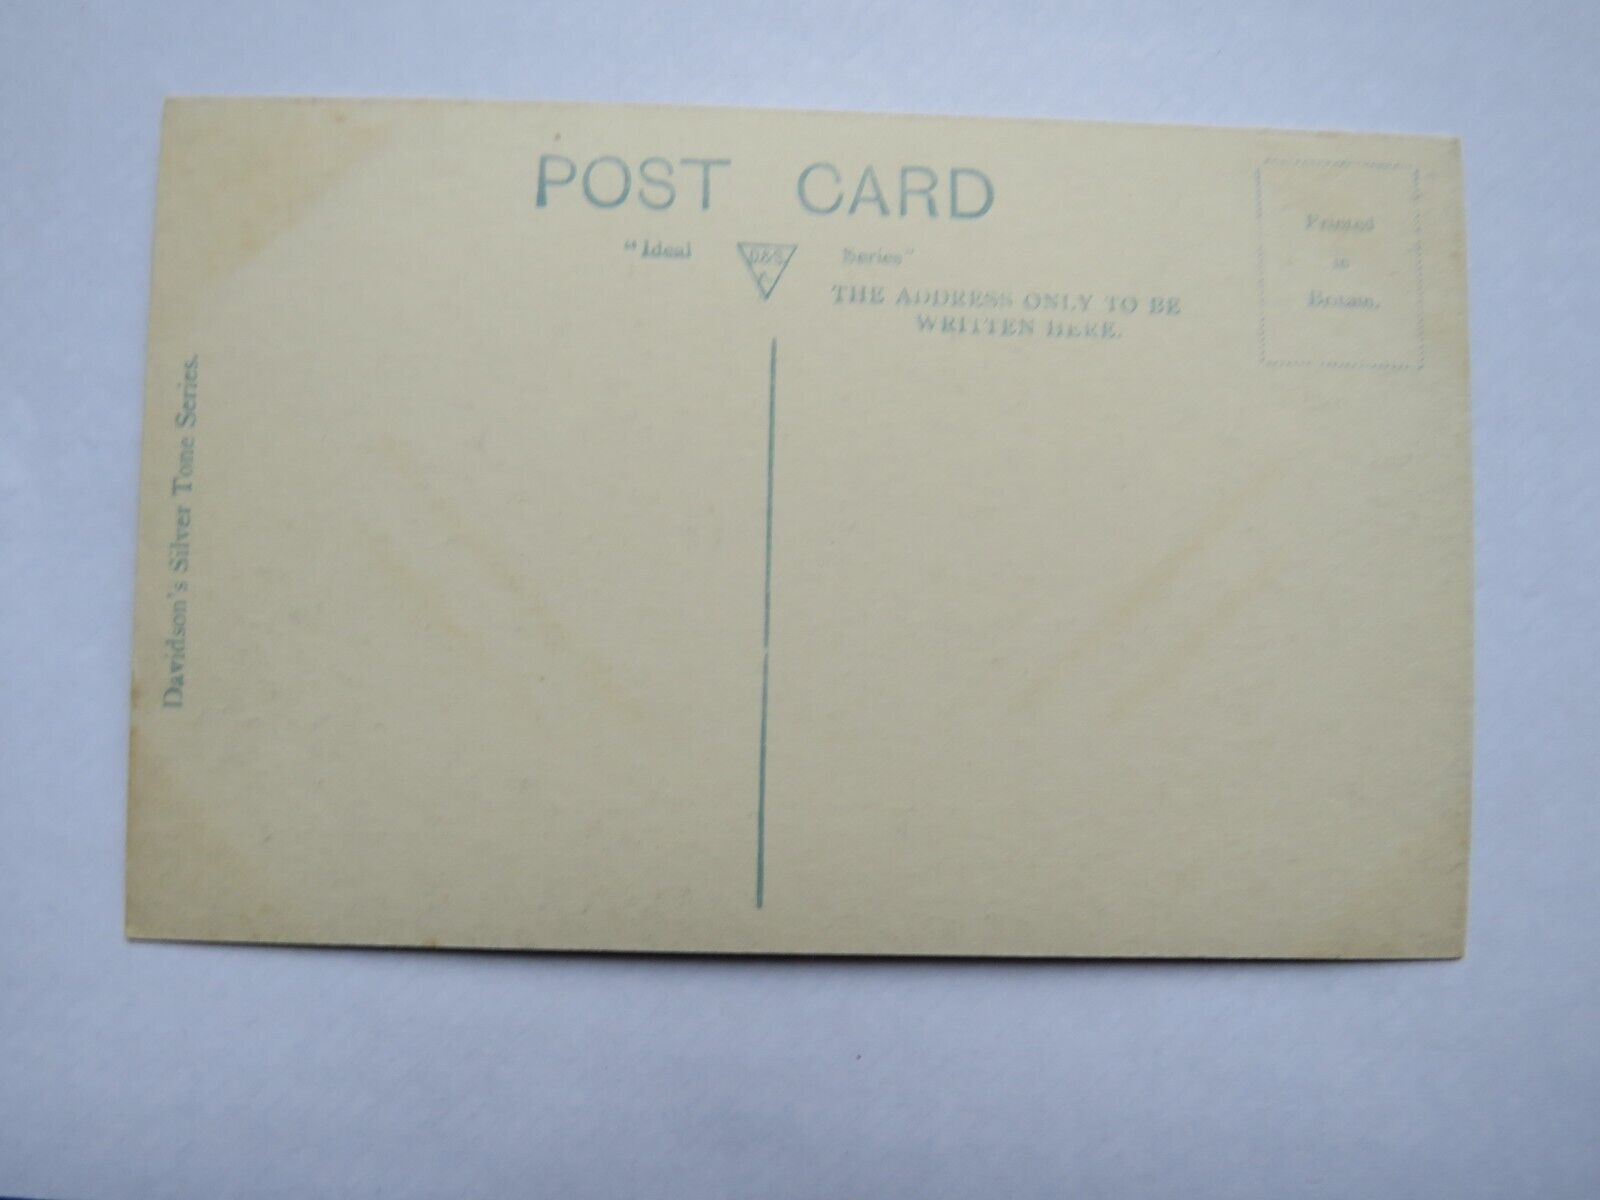 POST CARD
"Ideal D&S. Series"
THE ADDRESS ONLY TO BE
WRITTEN HERE.
Printed
in
Britain.
Davidson's Silver Tone Series.